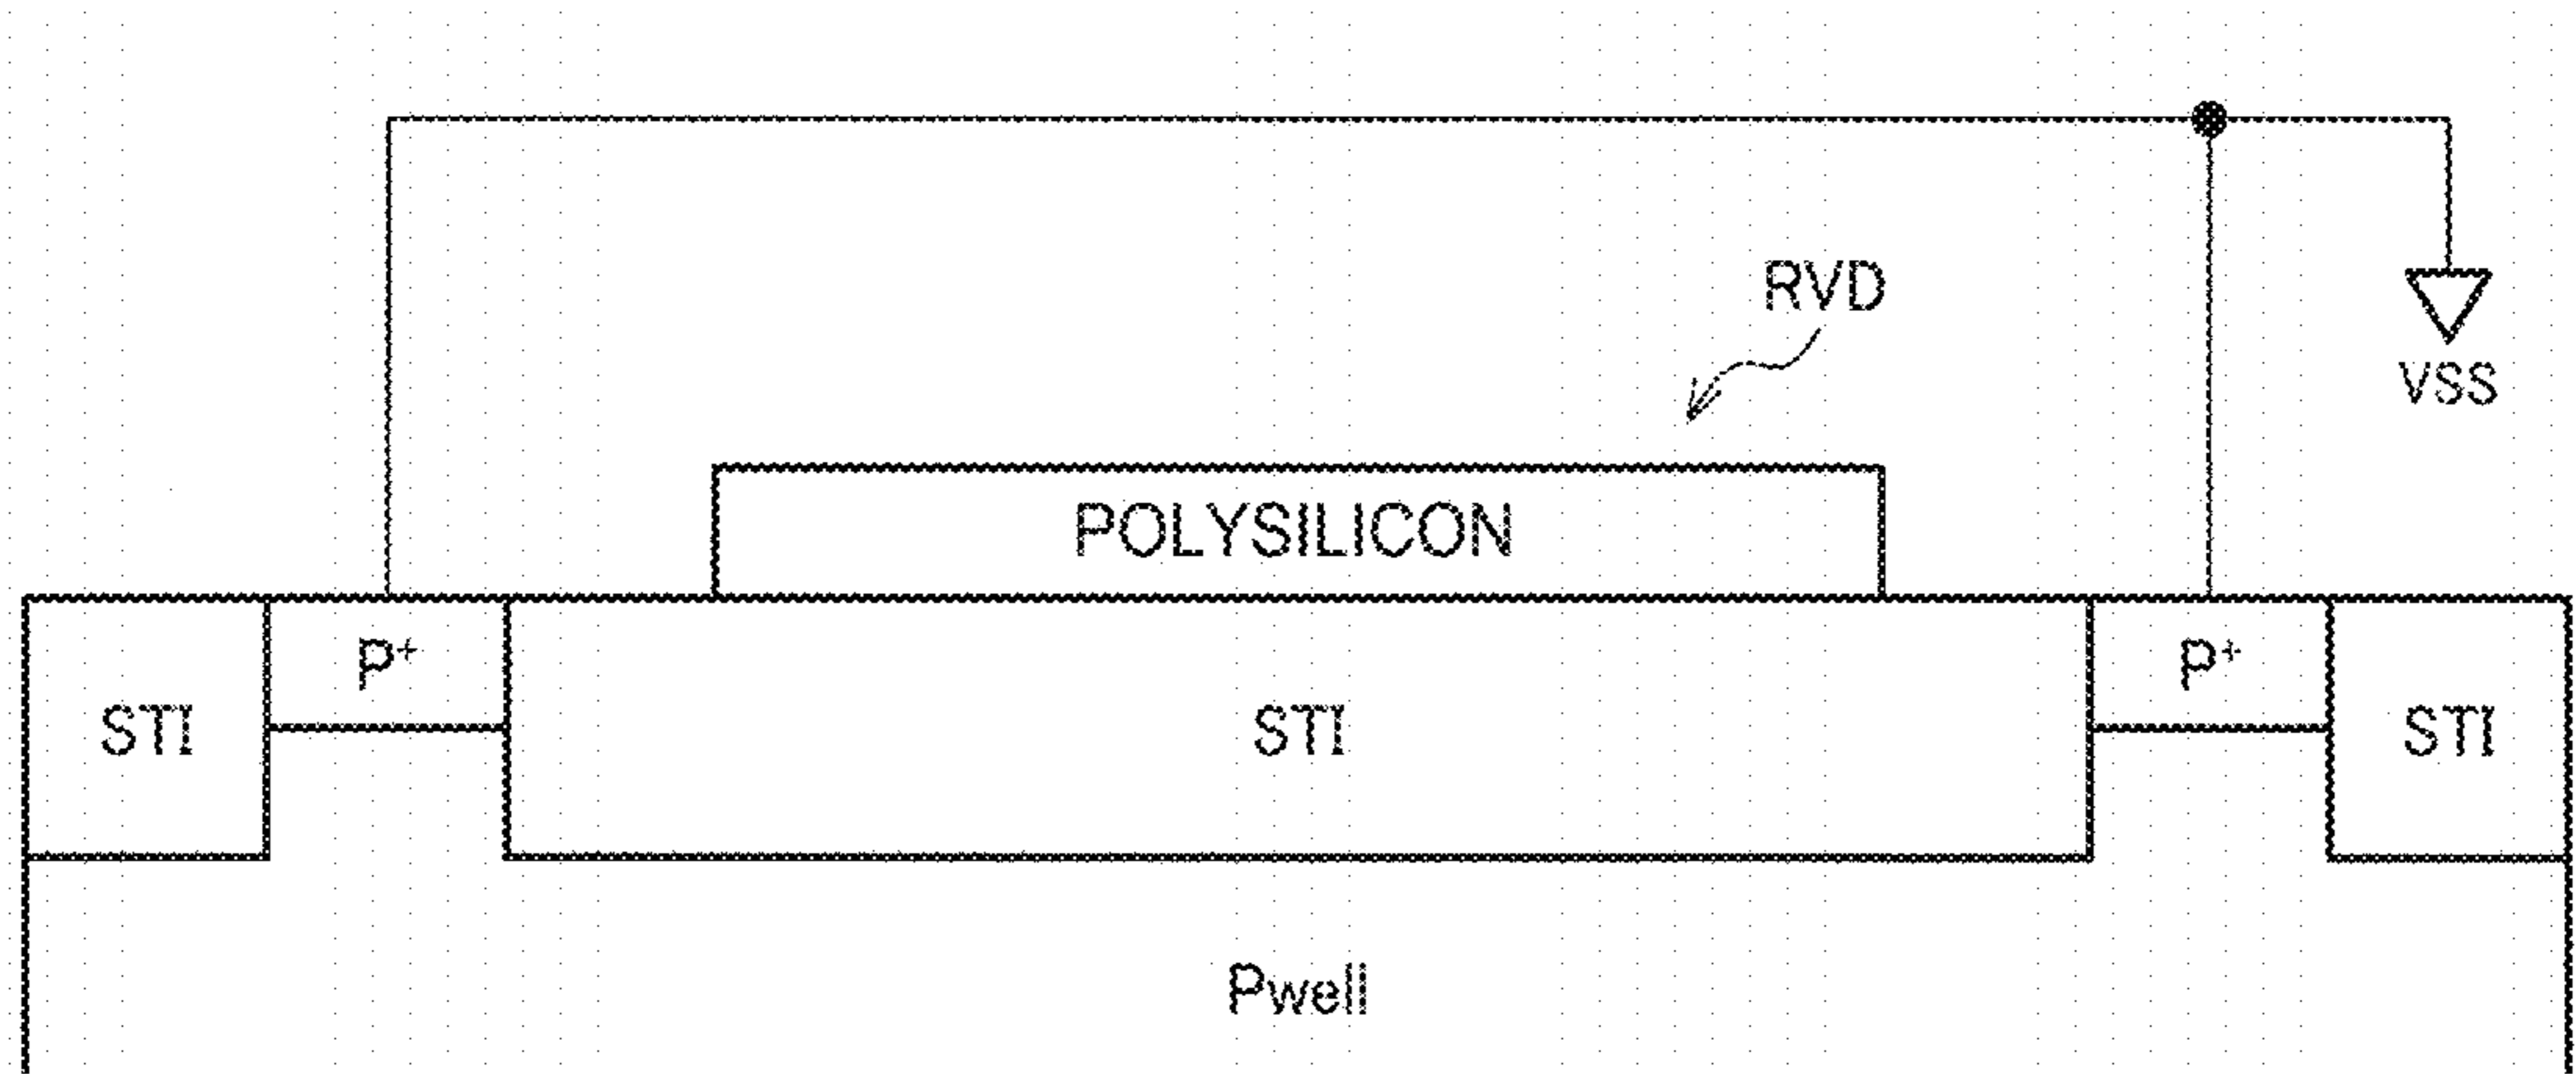 RVD
VSS
POLYSILICON
P+ P+
STI STI STI
Pwell